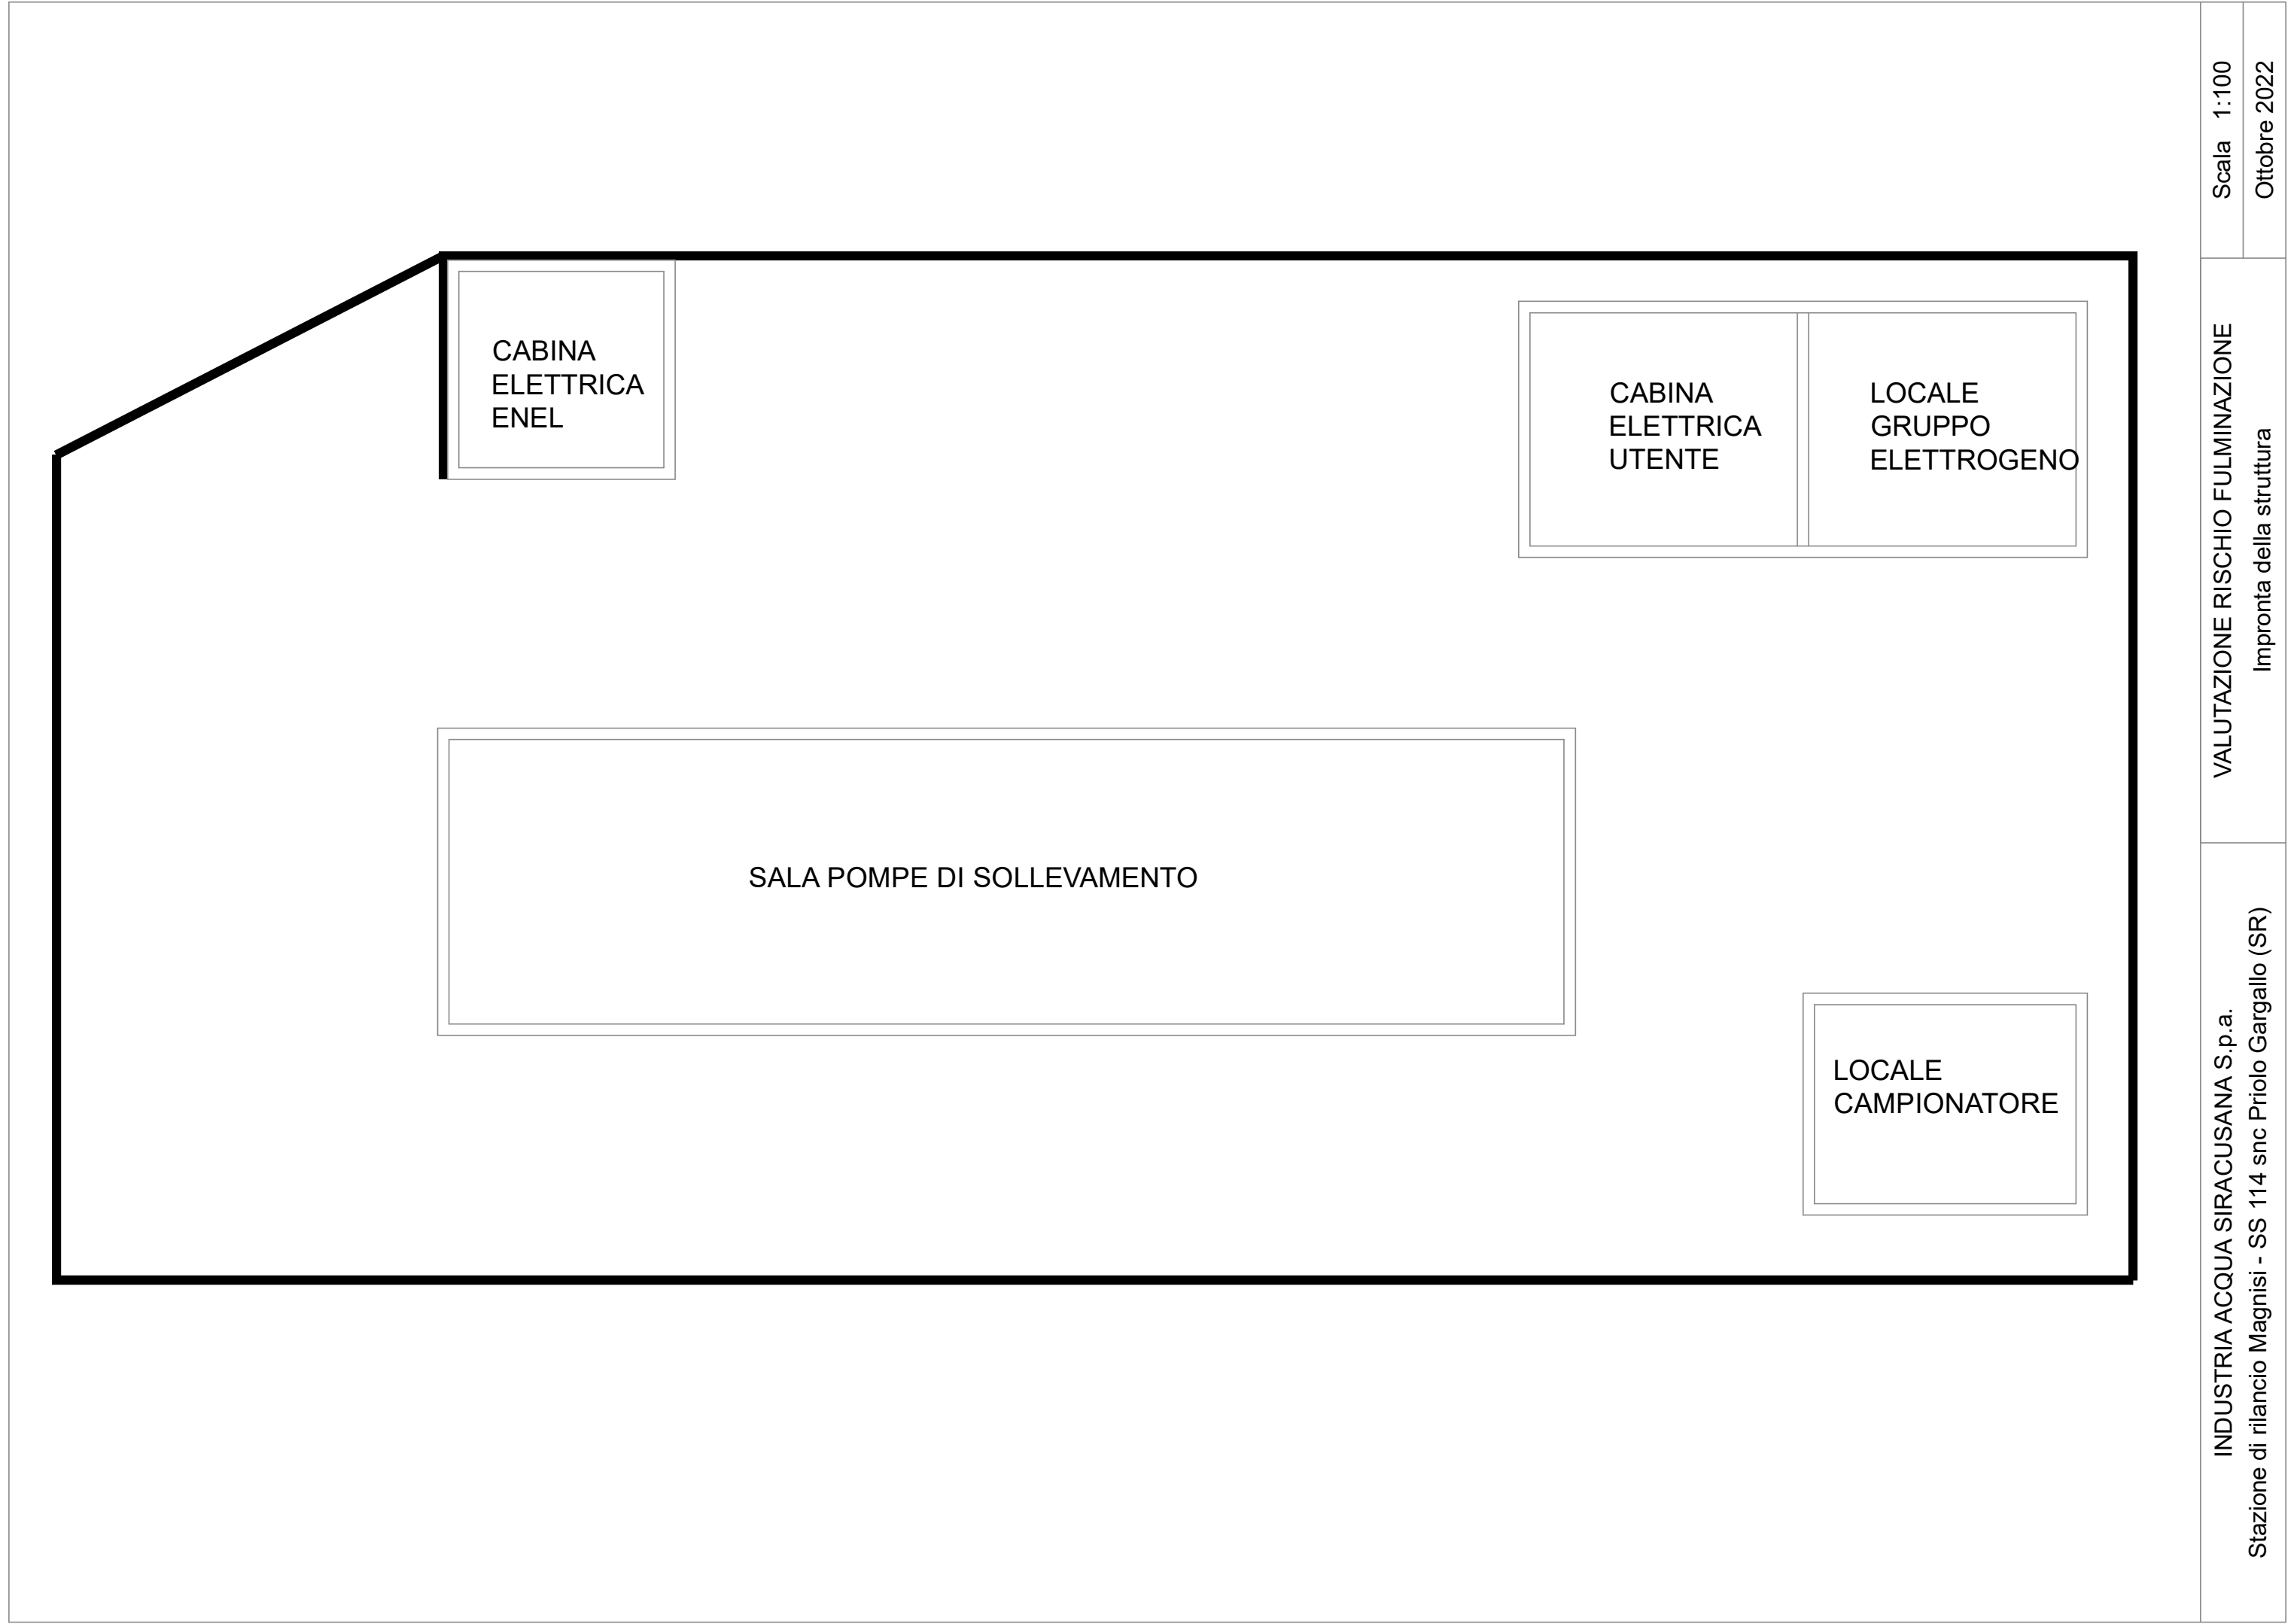 CABINA
ELETTRICA
ENEL
CABINA
ELETTRICA
UTENTE
LOCALE
GRUPPO
ELETTROGENO
SALA POMPE DI SOLLEVAMENTO
LOCALE
CAMPIONATORE
INDUSTRIA ACQUA SIRACUSANA S.p.a.
Stazione di rilancio Magnisi - SS 114 snc Priolo Gargallo (SR)
VALUTAZIONE RISCHIO FULMINAZIONE
Impronta della struttura
Scala 1:100
Ottobre 2022